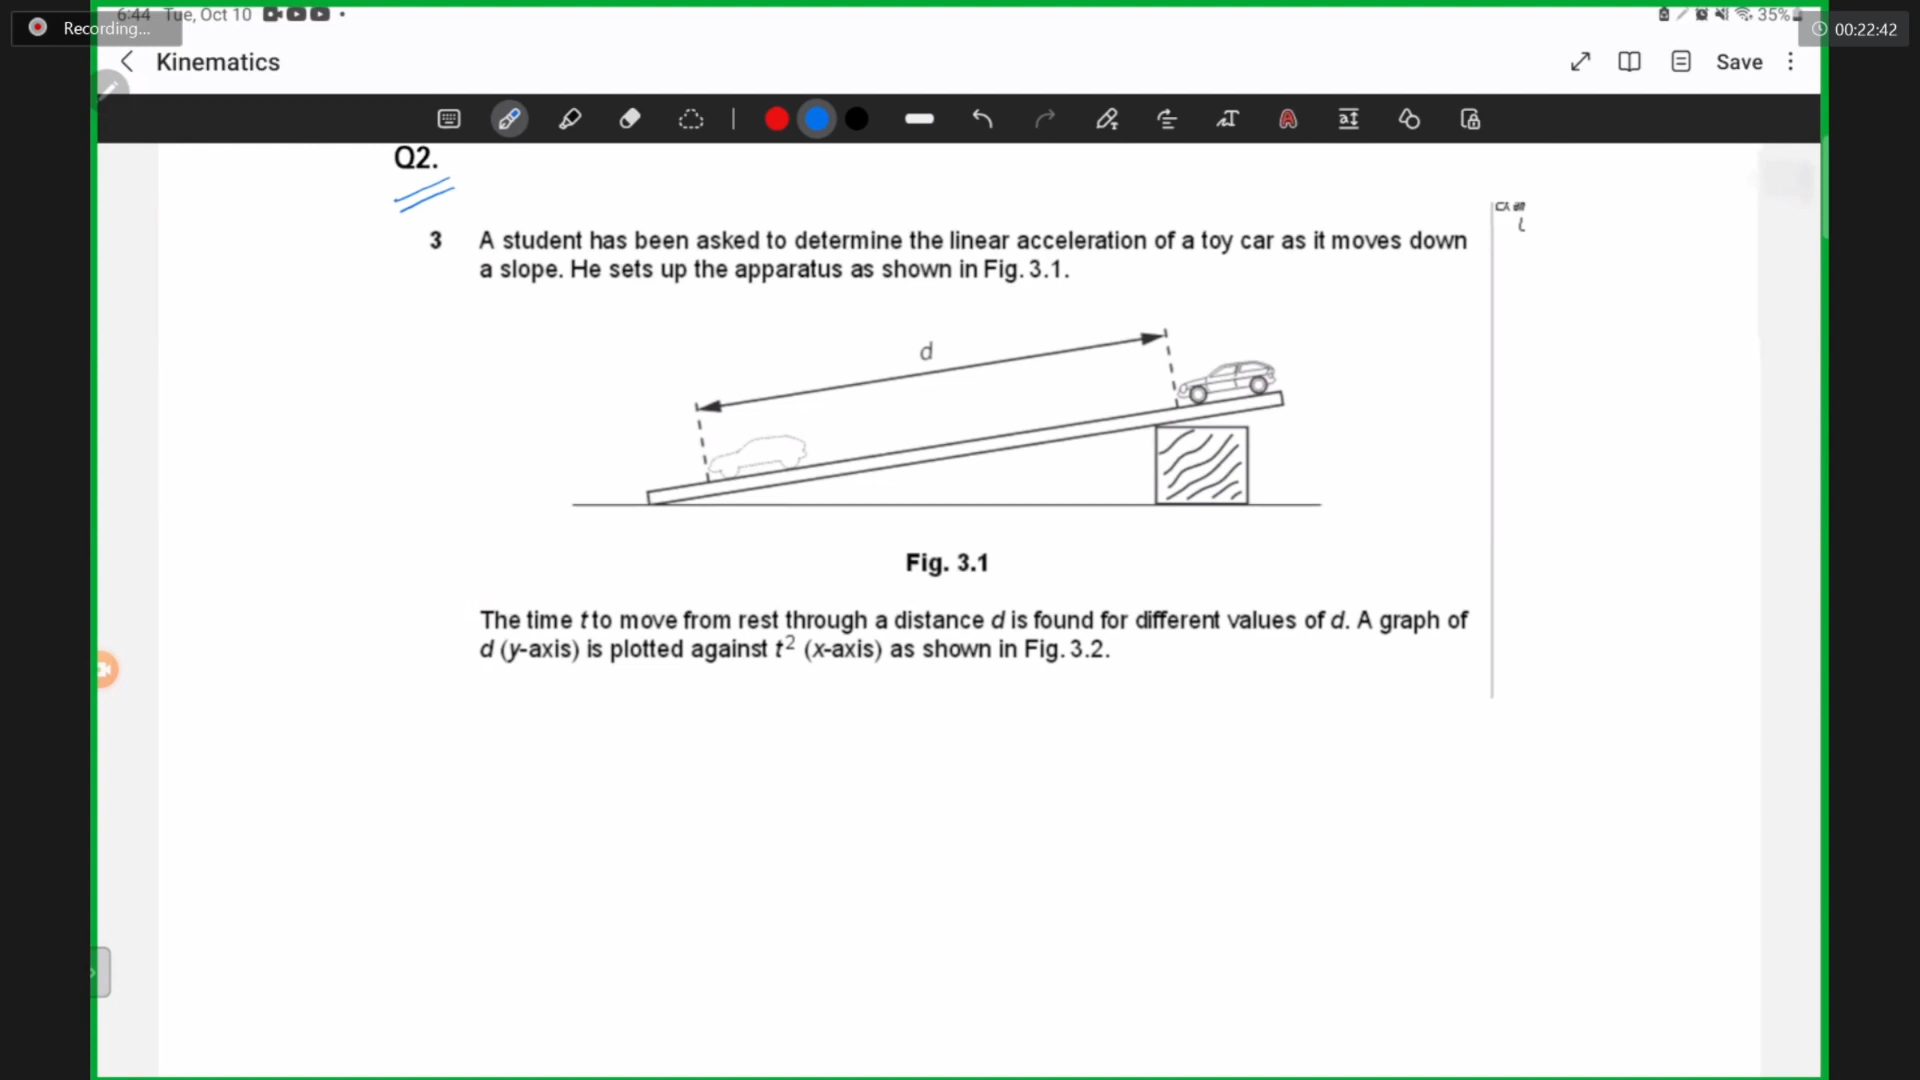 6:44 Tue, Oct 10
35%
Recording...
00:22:42
Kinematics
Save
Q2.
3 A student has been asked to determine the linear acceleration of a toy car as it moves down
a slope. He sets up the apparatus as shown in Fig. 3.1.
d
Fig. 3.1
The time t to move from rest through a distance d is found for different values of d. A graph of
d (y-axis) is plotted against t² (x-axis) as shown in Fig. 3.2.